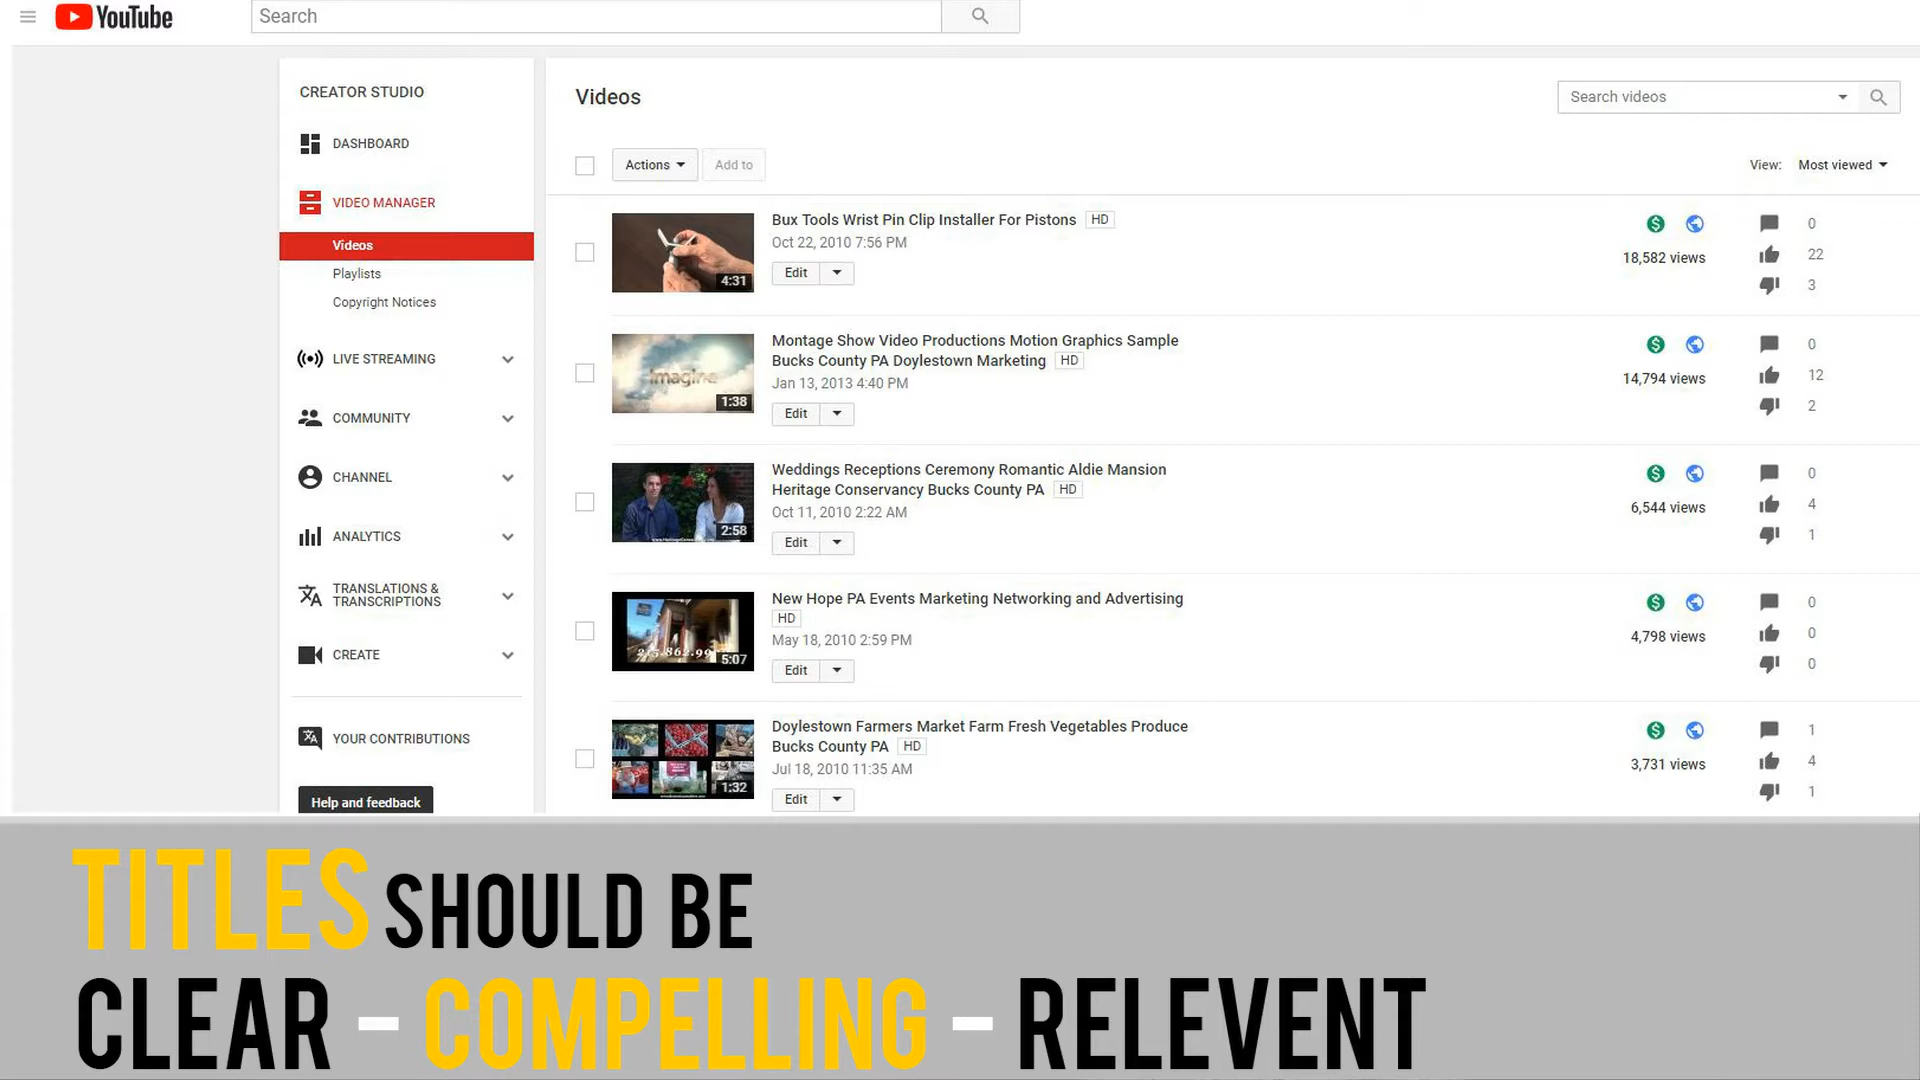 YouTube
Search
CREATOR STUDIO
DASHBOARD
VIDEO MANAGER
Videos
Playlists
Copyright Notices
LIVE STREAMING
COMMUNITY
CHANNEL
ANALYTICS
TRANSLATIONS &
TRANSCRIPTIONS
CREATE
YOUR CONTRIBUTIONS
Help and feedback
Videos
Search videos
Actions
Add to
View: Most viewed
4:31
Bux Tools Wrist Pin Clip Installer For Pistons HD
Oct 22, 2010 7:56 PM
Edit
18,582 views
0
22
3
imagine
1:38
Montage Show Video Productions Motion Graphics Sample
Bucks County PA Doylestown Marketing HD
Jan 13, 2013 4:40 PM
Edit
14,794 views
0
12
2
2:58
Weddings Receptions Ceremony Romantic Aldie Mansion
Heritage Conservancy Bucks County PA HD
Oct 11, 2010 2:22 AM
Edit
6,544 views
0
4
1
5:07
New Hope PA Events Marketing Networking and Advertising
HD
May 18, 2010 2:59 PM
Edit
4,798 views
0
0
0
1:32
Doylestown Farmers Market Farm Fresh Vegetables Produce
Bucks County PA HD
Jul 18, 2010 11:35 AM
Edit
3,731 views
1
4
1
TITLES SHOULD BE
CLEAR - COMPELLING - RELEVENT